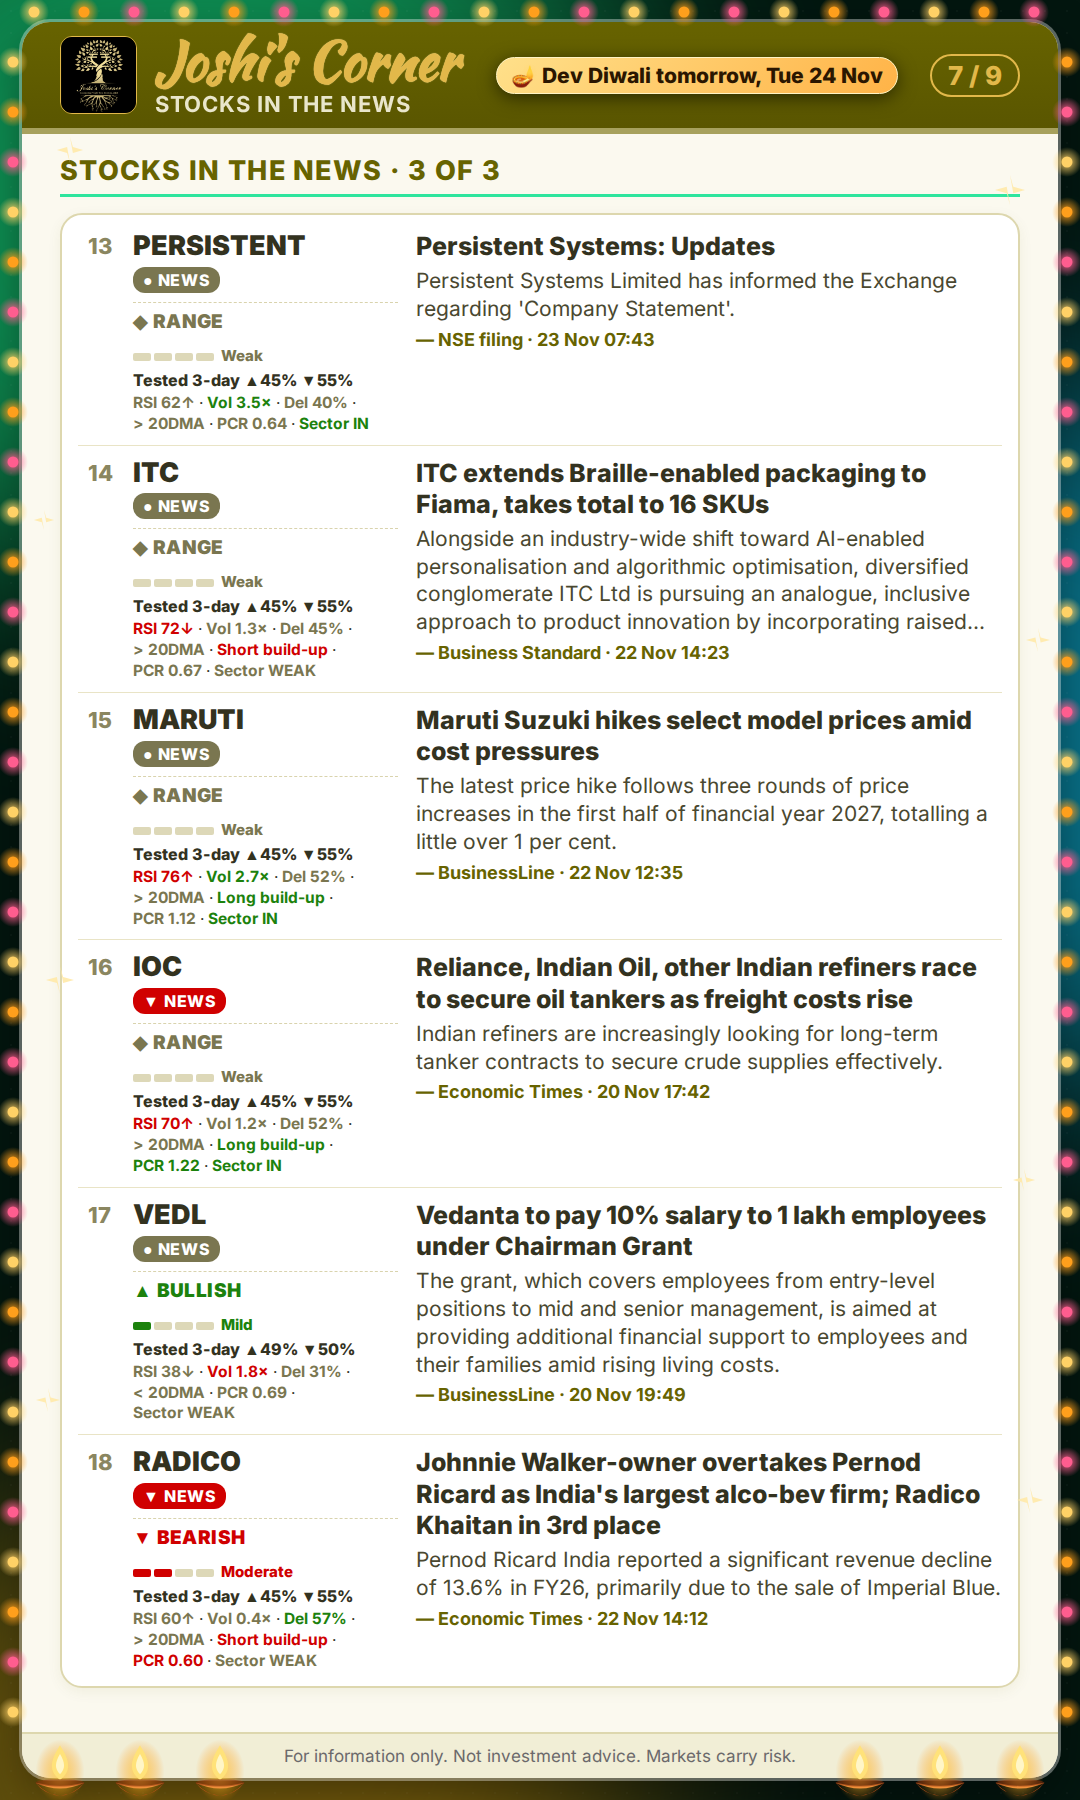 Joshi's Corner
Joshi's Corner
STOCKS IN THE NEWS
🪔 Dev Diwali tomorrow, Tue 24 Nov
7 / 9
STOCKS IN THE NEWS · 3 OF 3
13 PERSISTENT
● NEWS
◆ RANGE
Weak
Tested 3-day ▲45% ▼55%
RSI 62↑ · Vol 3.5× · Del 40% ·
> 20DMA · PCR 0.64 · Sector IN
Persistent Systems: Updates
Persistent Systems Limited has informed the Exchange
regarding 'Company Statement'.
— NSE filing · 23 Nov 07:43
14 ITC
● NEWS
◆ RANGE
Weak
Tested 3-day ▲45% ▼55%
RSI 72↓ · Vol 1.3× · Del 45% ·
> 20DMA · Short build-up ·
PCR 0.67 · Sector WEAK
ITC extends Braille-enabled packaging to
Fiama, takes total to 16 SKUs
Alongside an industry-wide shift toward AI-enabled
personalisation and algorithmic optimisation, diversified
conglomerate ITC Ltd is pursuing an analogue, inclusive
approach to product innovation by incorporating raised...
— Business Standard · 22 Nov 14:23
15 MARUTI
● NEWS
◆ RANGE
Weak
Tested 3-day ▲45% ▼55%
RSI 76↑ · Vol 2.7× · Del 52% ·
> 20DMA · Long build-up ·
PCR 1.12 · Sector IN
Maruti Suzuki hikes select model prices amid
cost pressures
The latest price hike follows three rounds of price
increases in the first half of financial year 2027, totalling a
little over 1 per cent.
— BusinessLine · 22 Nov 12:35
16 IOC
▼ NEWS
◆ RANGE
Weak
Tested 3-day ▲45% ▼55%
RSI 70↑ · Vol 1.2× · Del 52% ·
> 20DMA · Long build-up ·
PCR 1.22 · Sector IN
Reliance, Indian Oil, other Indian refiners race
to secure oil tankers as freight costs rise
Indian refiners are increasingly looking for long-term
tanker contracts to secure crude supplies effectively.
— Economic Times · 20 Nov 17:42
17 VEDL
● NEWS
▲ BULLISH
Mild
Tested 3-day ▲49% ▼50%
RSI 38↓ · Vol 1.8× · Del 31% ·
< 20DMA · PCR 0.69 ·
Sector WEAK
Vedanta to pay 10% salary to 1 lakh employees
under Chairman Grant
The grant, which covers employees from entry-level
positions to mid and senior management, is aimed at
providing additional financial support to employees and
their families amid rising living costs.
— BusinessLine · 20 Nov 19:49
18 RADICO
▼ NEWS
▼ BEARISH
Moderate
Tested 3-day ▲45% ▼55%
RSI 60↑ · Vol 0.4× · Del 57% ·
> 20DMA · Short build-up ·
PCR 0.60 · Sector WEAK
Johnnie Walker-owner overtakes Pernod
Ricard as India's largest alco-bev firm; Radico
Khaitan in 3rd place
Pernod Ricard India reported a significant revenue decline
of 13.6% in FY26, primarily due to the sale of Imperial Blue.
— Economic Times · 22 Nov 14:12
For information only. Not investment advice. Markets carry risk.